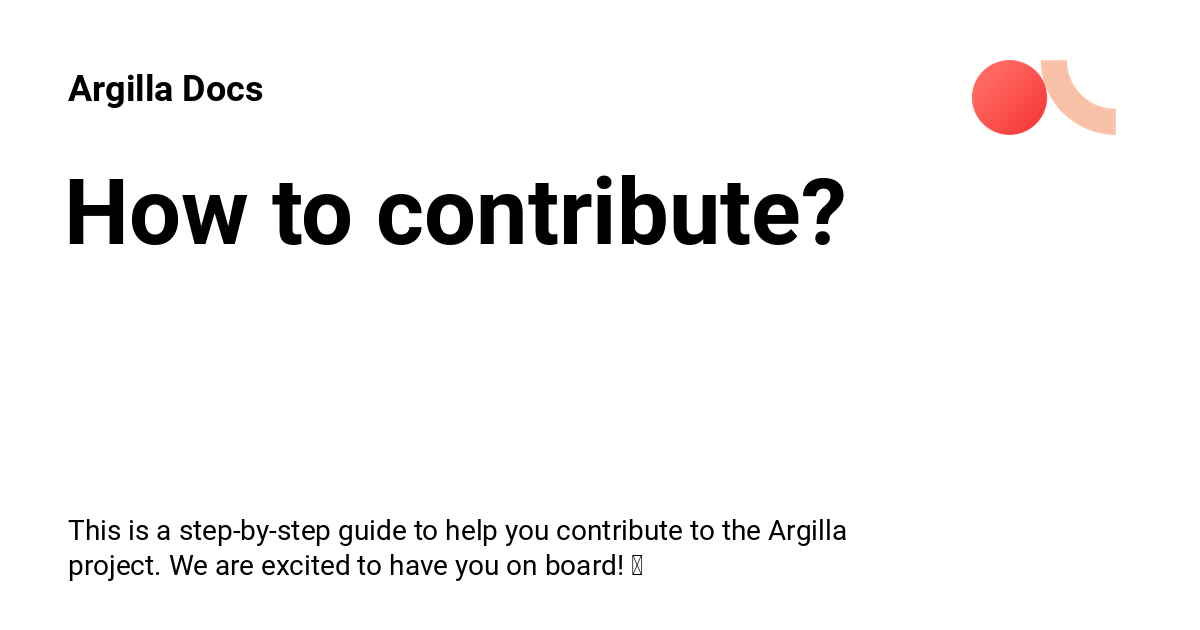 Argilla Docs
How to contribute?
This is a step-by-step guide to help you contribute to the Argilla
project. We are excited to have you on board!